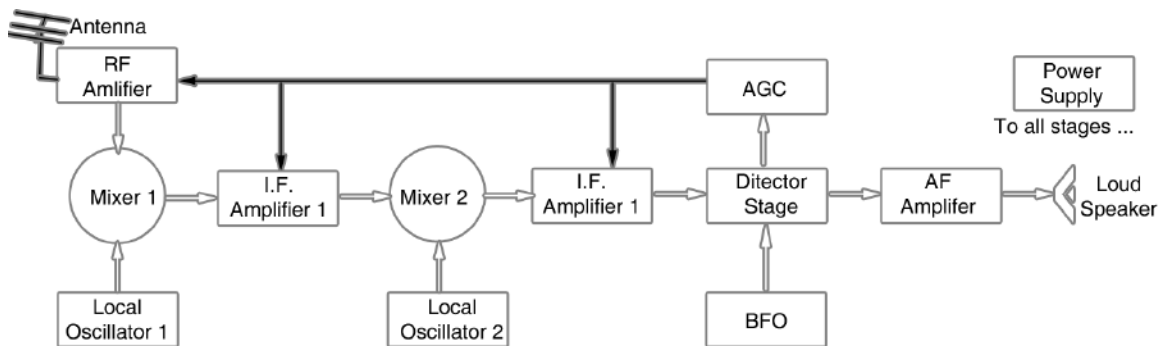 Antenna
RF
Amlifier
AGC
Power
Supply
To all stages ...
Mixer 1
I.F.
Amplifier 1
Mixer 2
I.F.
Amplifier 1
Ditector
Stage
AF
Amplifer
Loud
Speaker
Local
Oscillator 1
Local
Oscillator 2
BFO